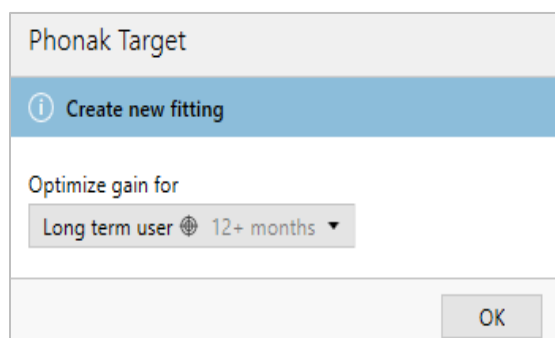 Phonak Target
Create new fitting
Optimize gain for
Long term user 12+ months
OK